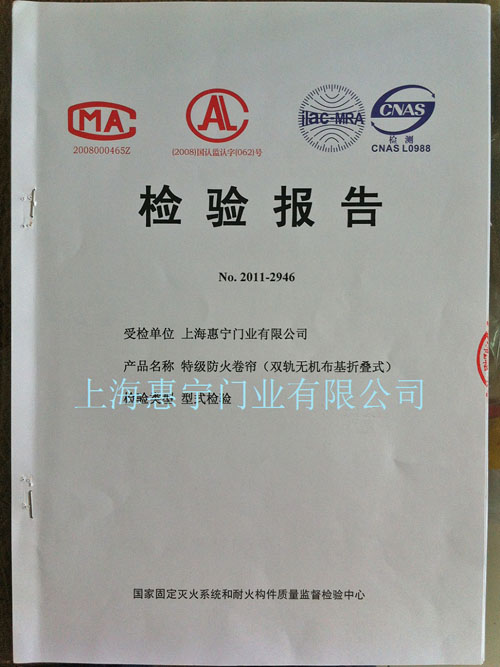 MA
2008000465Z
AL
(2008)国认监认字(062)号
ilac-MRA
CNAS
检 测
CNAS L0988
检 验 报 告
No. 2011-2946
受检单位 上海惠宁门业有限公司
产品名称 特级防火卷帘（双轨无机布基折叠式）
上海惠宇门业有限公司
检验类型 型式检验
国家固定灭火系统和耐火构件质量监督检验中心